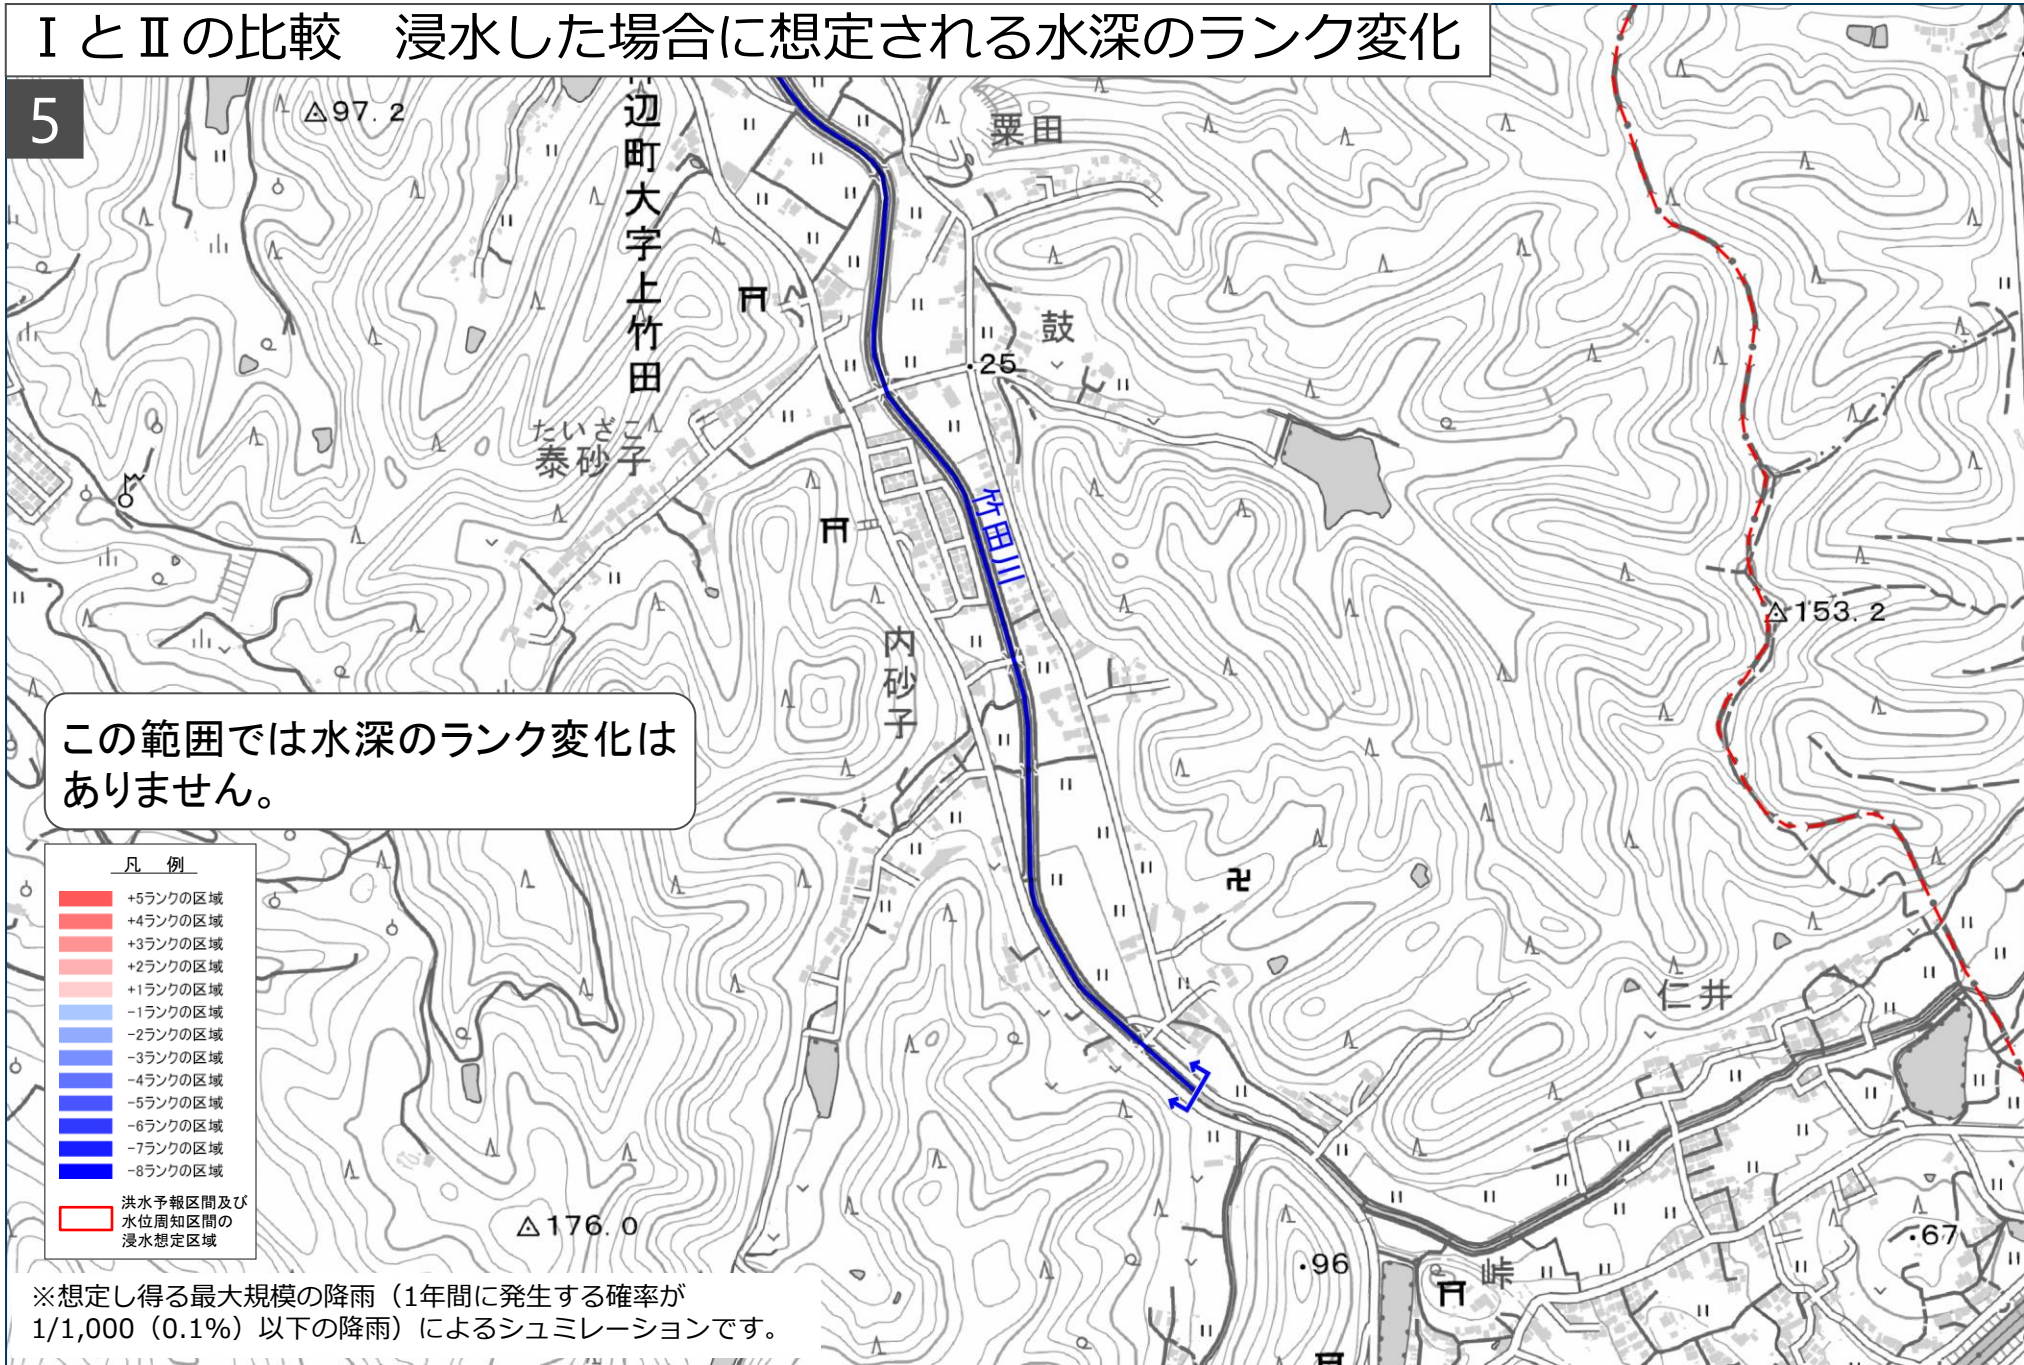 ⅠとⅡの比較　浸水した場合に想定される水深のランク変化
5
97.2
辺町大字上竹田
粟田
鼓
25
たいざこ
泰砂子
竹田川
153.2
内砂子
この範囲では水深のランク変化は
ありません。
凡　例
+5ランクの区域
+4ランクの区域
+3ランクの区域
+2ランクの区域
+1ランクの区域
-1ランクの区域
-2ランクの区域
-3ランクの区域
-4ランクの区域
-5ランクの区域
-6ランクの区域
-7ランクの区域
-8ランクの区域
洪水予報区間及び
水位周知区間の
浸水想定区域
仁井
176.0
96
峠
67
※想定し得る最大規模の降雨（1年間に発生する確率が
1/1,000（0.1%）以下の降雨）によるシュミレーションです。